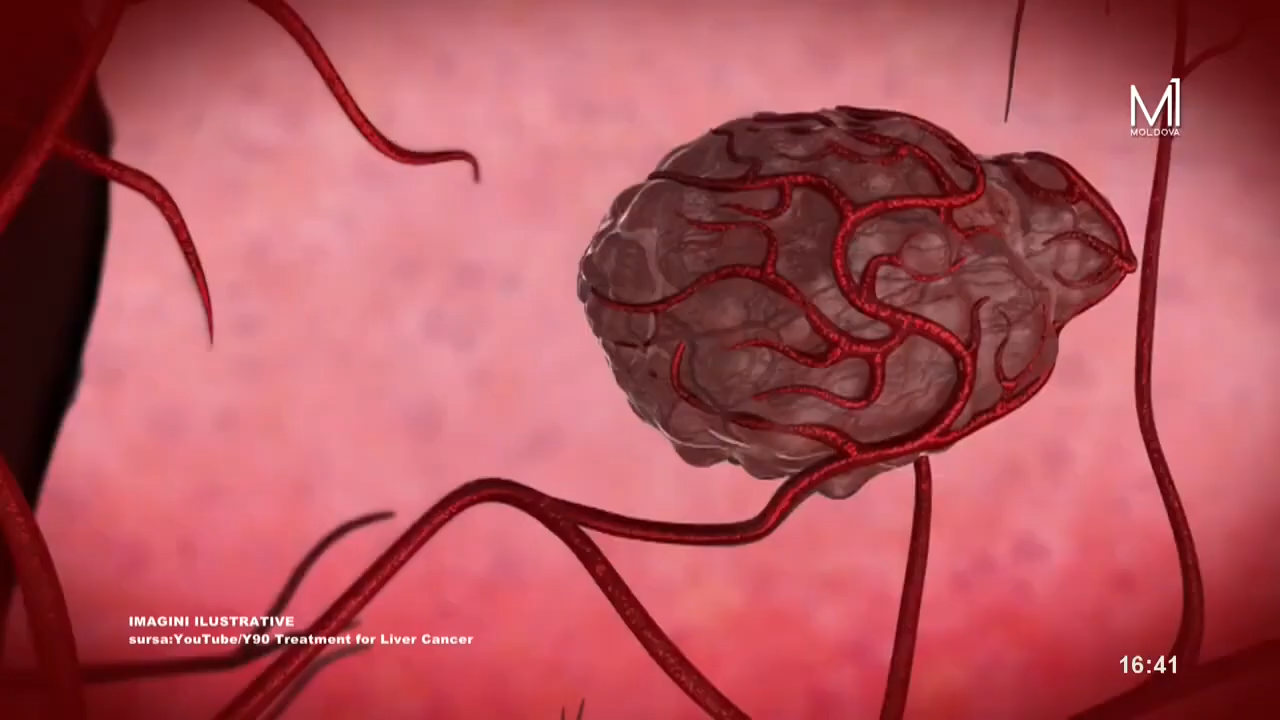 M1
MOLDOVA
IMAGINI ILUSTRATIVE
sursa:YouTube/Y90 Treatment for Liver Cancer
16:41